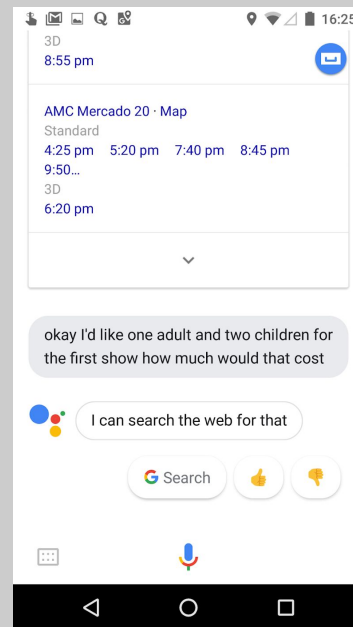 16:25
3D
8:55 pm
AMC Mercado 20 · Map
Standard
4:25 pm 5:20 pm 7:40 pm 8:45 pm
9:50...
3D
6:20 pm
okay I'd like one adult and two children for
the first show how much would that cost
I can search the web for that
G Search